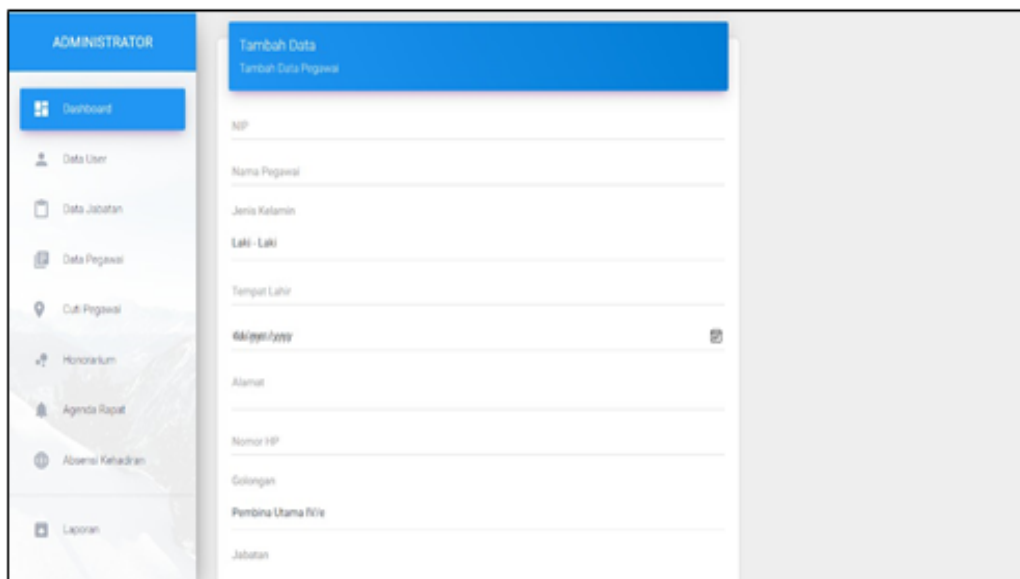 ADMINISTRATOR
Dashboard
Data User
Data Jabatan
Data Pegawai
Cuti Pegawai
Honorarium
Agenda Rapat
Absensi Kehadiran
Laporan
Tambah Data
Tambah Data Pegawai
NIP
Nama Pegawai
Jenis Kelamin
Laki - Laki
Tempat Lahir
Alamat
Nomor HP
Golongan
Pembina Utama IV/e
Jabatan